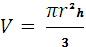 V = πr²h / 3